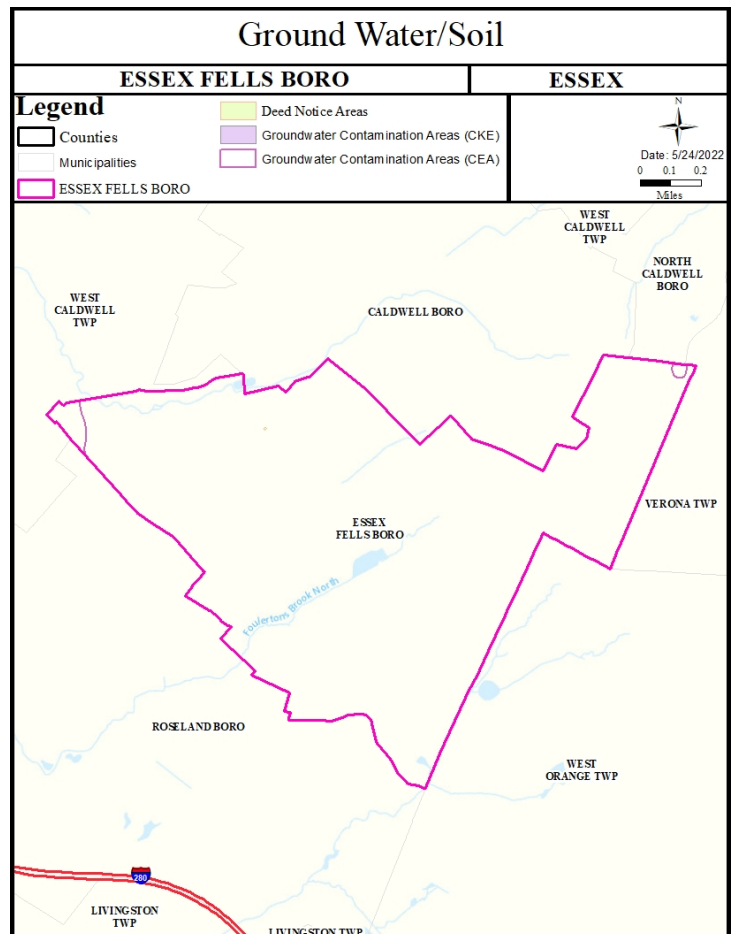 Ground Water/Soil
ESSEX FELLS BORO
ESSEX
Legend
Counties
Municipalities
ESSEX FELLS BORO
Deed Notice Areas
Groundwater Contamination Areas (CKE)
Groundwater Contamination Areas (CEA)
N
Date: 5/24/2022
0 0.1 0.2
Miles
WEST
CALDWELL
TWP
NORTH
CALDWELL
BORO
WEST
CALDWELL
TWP
CALDWELL BORO
VERONA TWP
ESSEX
FELLS BORO
Foulertons Brook North
ROSELAND BORO
WEST
ORANGE TWP
280
LIVINGSTON
TWP
LIVINGSTON TWP